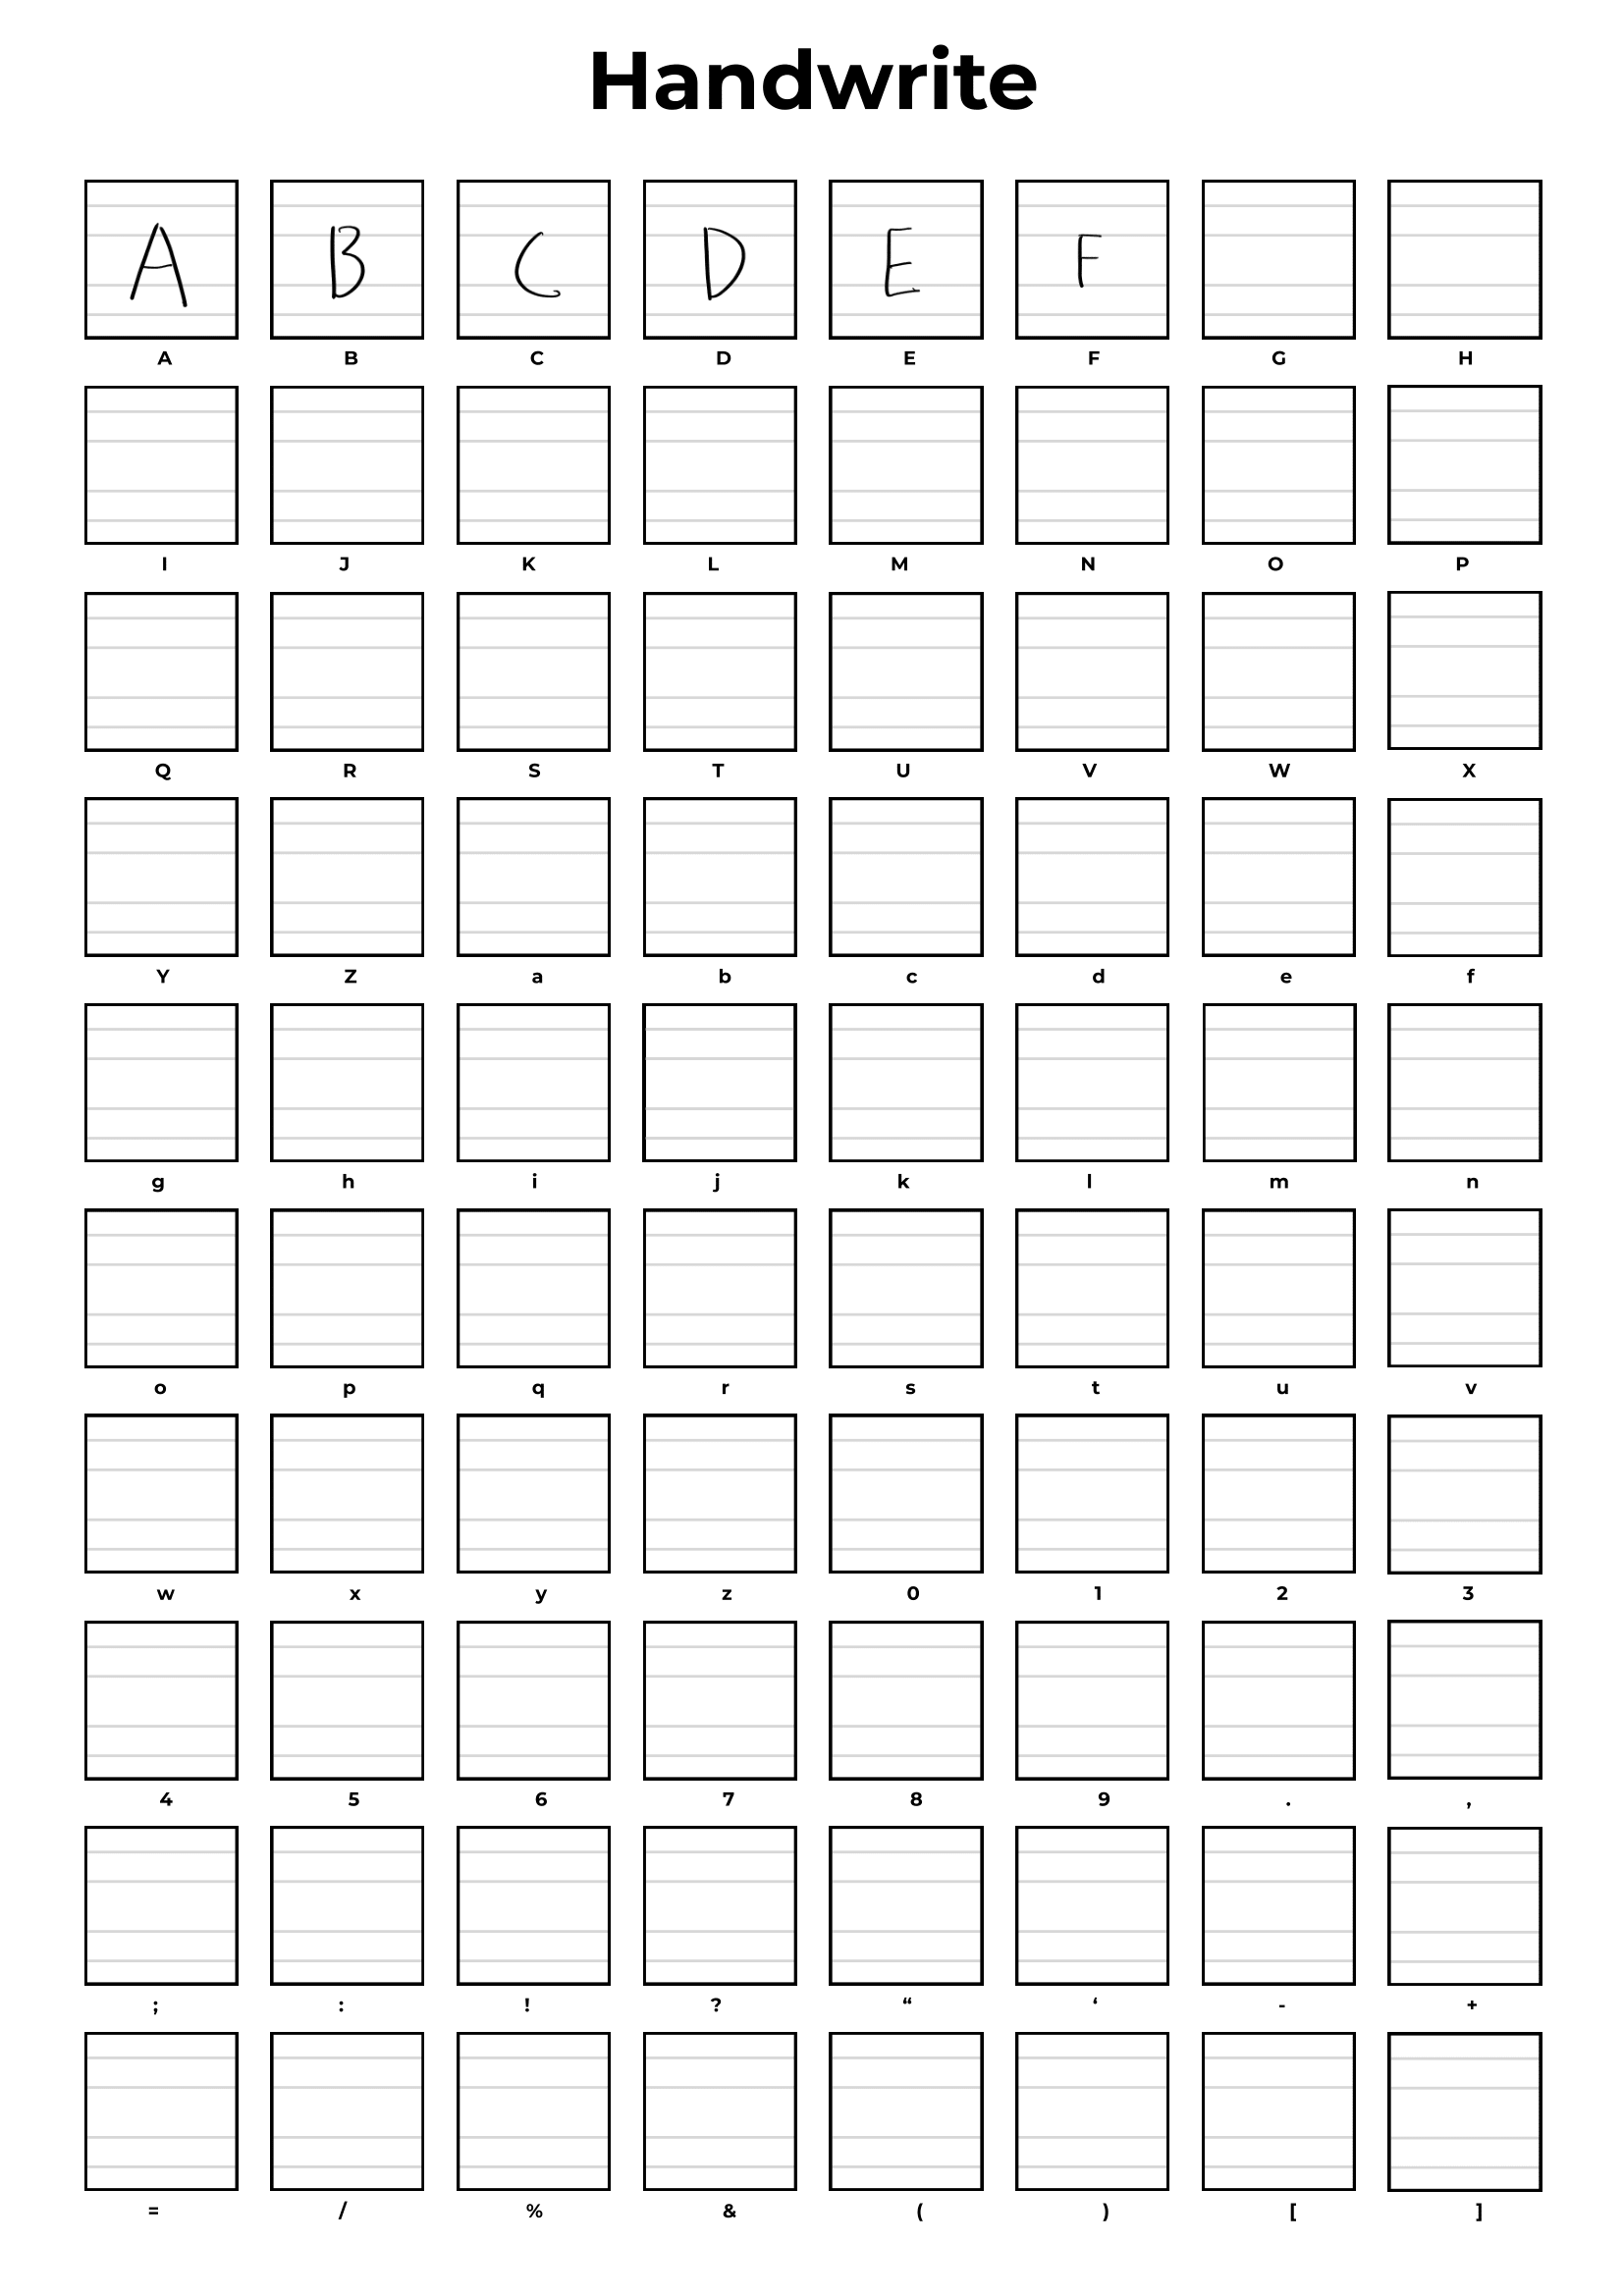 Handwrite
A B C D E F
A B C D E F G H
I J K L M N O P
Q R S T U V W X
Y Z a b c d e f
g h i j k l m n
o p q r s t u v
w x y z 0 1 2 3
4 5 6 7 8 9 . ,
; : ! ? “ ‘ - +
= / % & ( ) [ ]